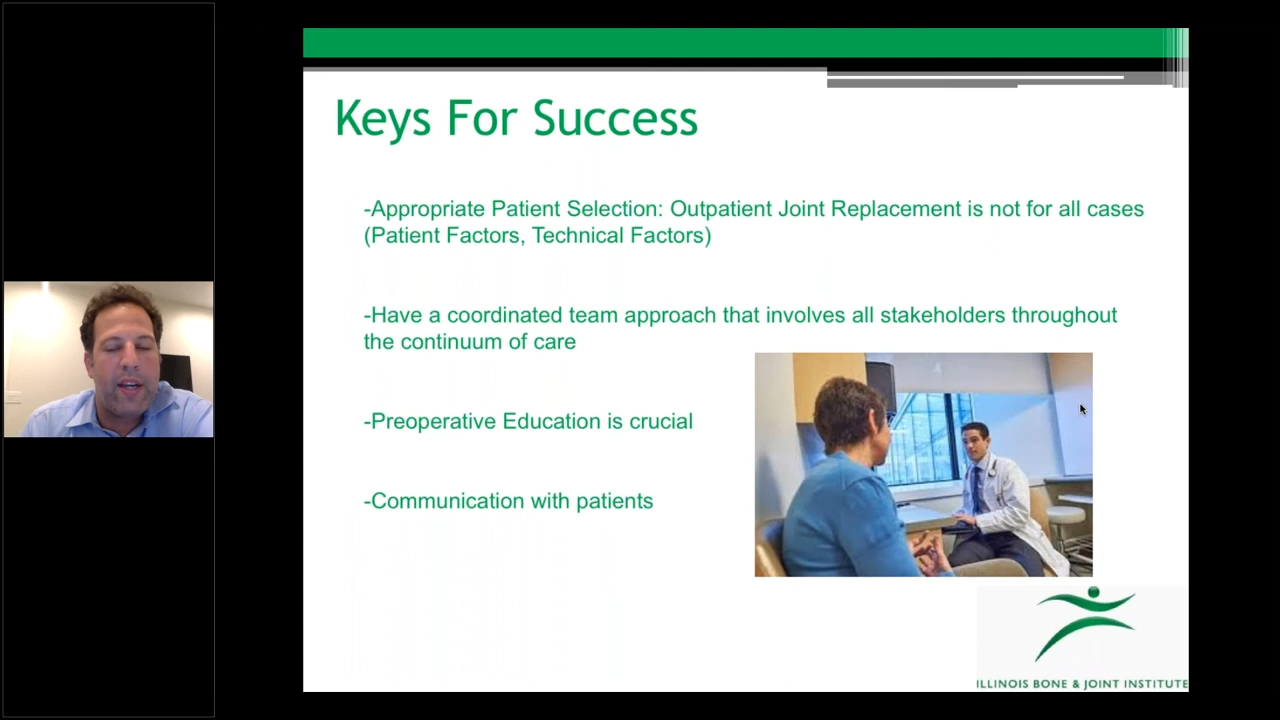 Keys For Success
-Appropriate Patient Selection: Outpatient Joint Replacement is not for all cases
(Patient Factors, Technical Factors)
-Have a coordinated team approach that involves all stakeholders throughout
the continuum of care
-Preoperative Education is crucial
-Communication with patients
ILLINOIS BONE & JOINT INSTITUTE